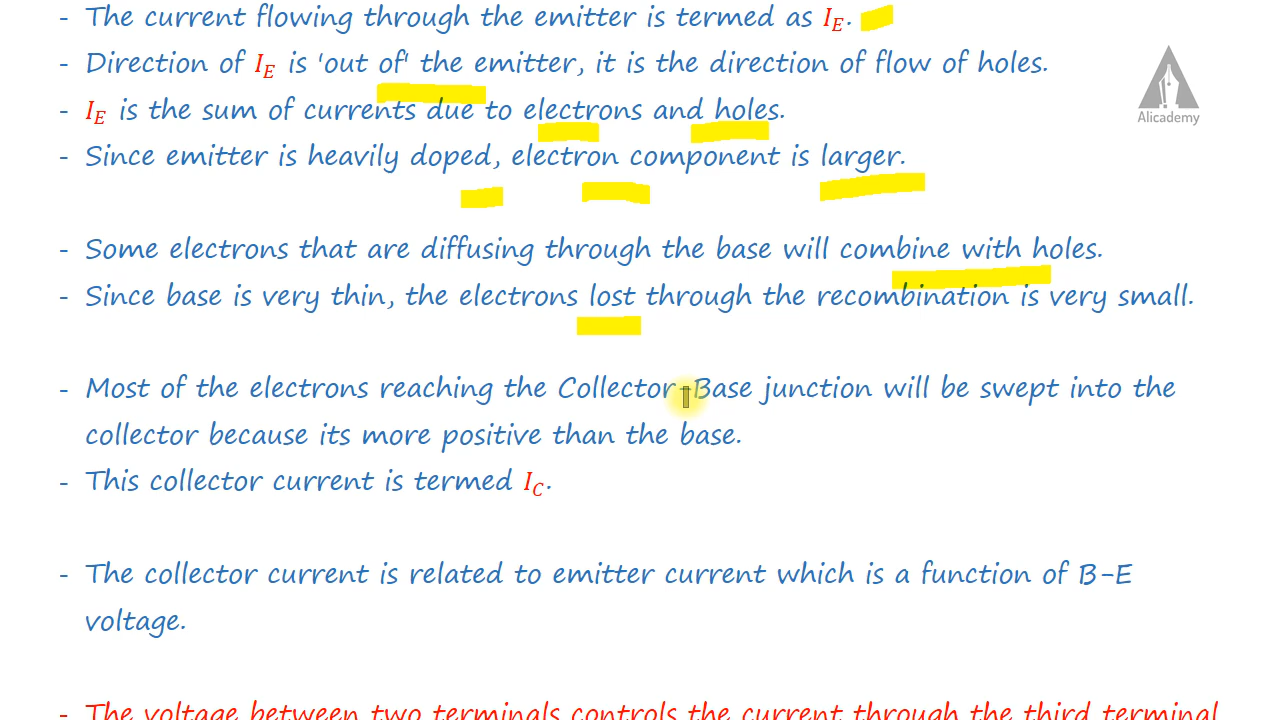 - The current flowing through the emitter is termed as I_E.
- Direction of I_E is 'out of' the emitter, it is the direction of flow of holes.
Alicademy
- I_E is the sum of currents due to electrons and holes.
- Since emitter is heavily doped, electron component is larger.
- Some electrons that are diffusing through the base will combine with holes.
- Since base is very thin, the electrons lost through the recombination is very small.
- Most of the electrons reaching the Collector-Base junction will be swept into the
collector because its more positive than the base.
- This collector current is termed I_C.
- The collector current is related to emitter current which is a function of B-E
voltage.
- The voltage between two terminals controls the current through the third terminal